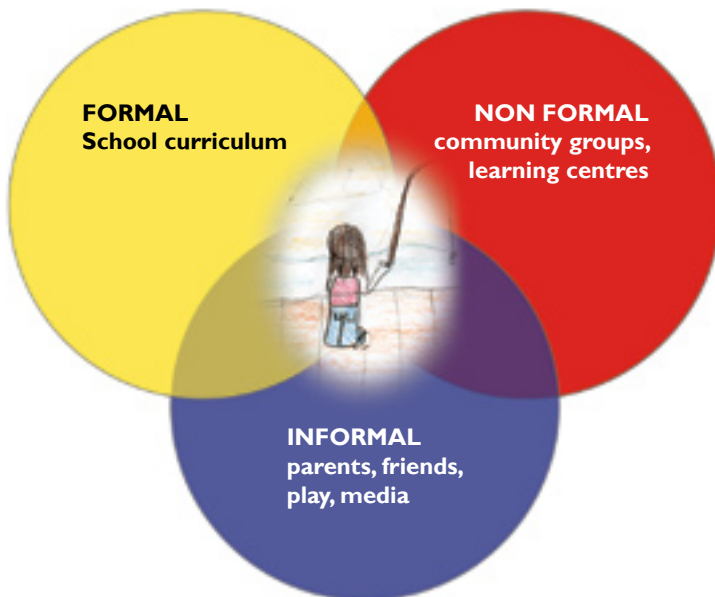 FORMAL
School curriculum
NON FORMAL
community groups,
learning centres
INFORMAL
parents, friends,
play, media